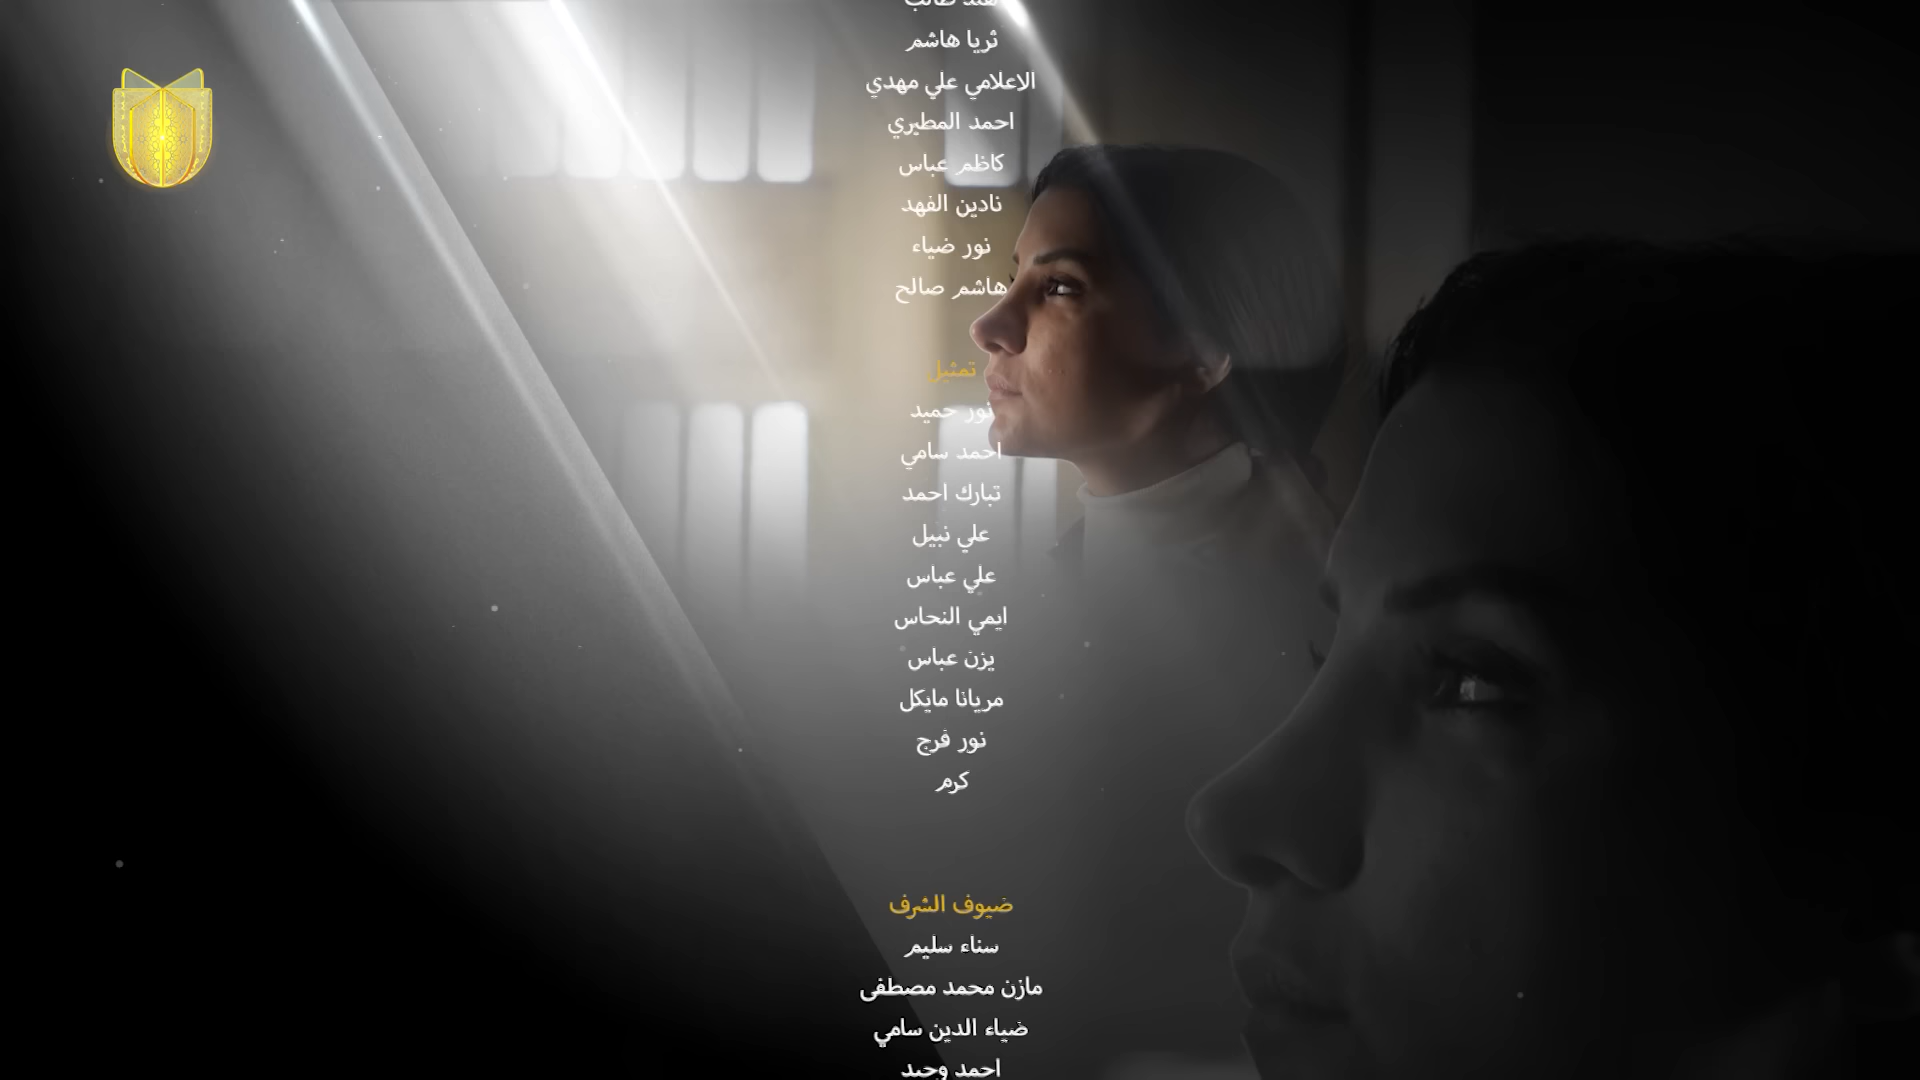 هند طالب
ثريا هاشم
الاعلامي علي مهدي
احمد المطيري
كاظم عباس
نادين الفهد
نور ضياء
هاشم صالح
تمثيل
نور حميد
احمد سامي
تبارك احمد
علي نبيل
علي عباس
ايمي النحاس
يزن عباس
مريانا مايكل
نور فرج
كرم
ضيوف الشرف
سناء سليم
مازن محمد مصطفى
ضياء الدين سامي
احمد وحيد